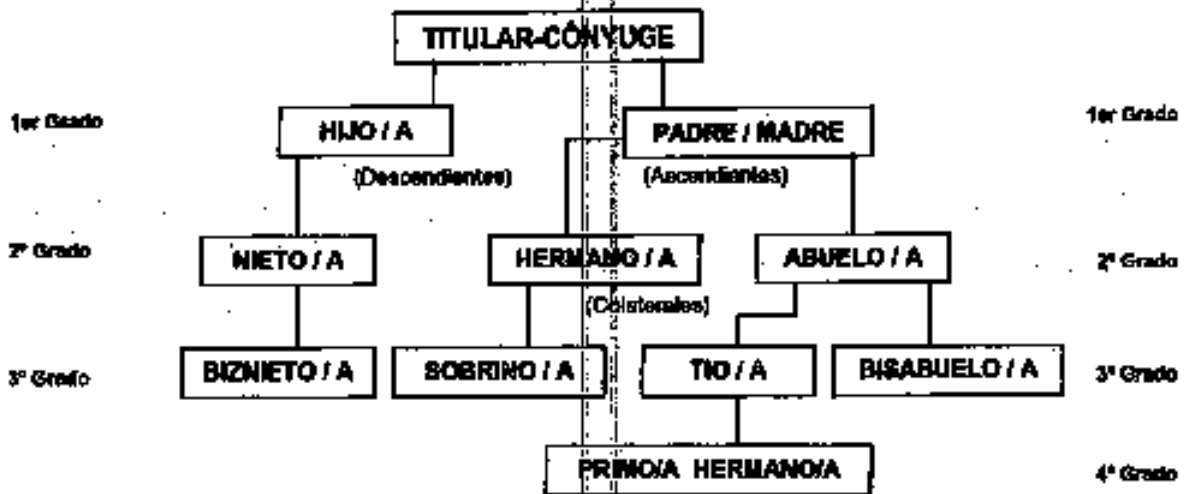 TITULAR-CÓNYUGE
1er Grado HIJO / A PADRE / MADRE 1er Grado
(Descendientes) (Ascendientes)
2º Grado NIETO / A HERMANO / A ABUELO / A 2º Grado
(Colaterales)
3º Grado BIZNIETO / A SOBRINO / A TIO / A BISABUELO / A 3º Grado
PRIMO/A HERMANO/A 4º Grado